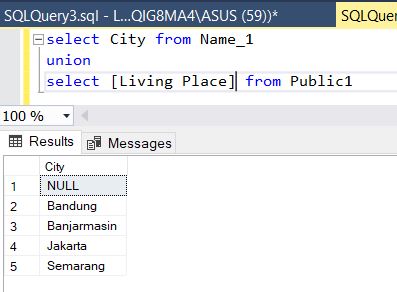 SQLQuery3.sql - L...QIG8MA4\ASUS (59))*
SQLQue
select City from Name_1
union
select [Living Place] from Public1
100 %
Results
Messages
City
1 NULL
2 Bandung
3 Banjarmasin
4 Jakarta
5 Semarang